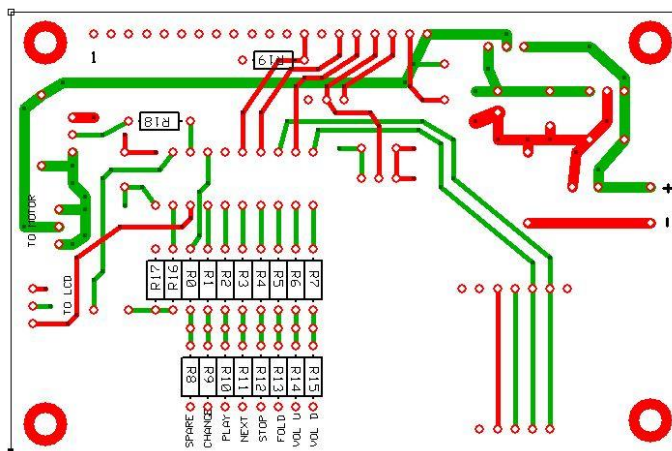 R19
1
R18
+
TO MOTOR
-
TO LCD
R17 R16 R0 R1 R2 R3 R4 R5 R6 R7
R8 R9 R10 R11 R12 R13 R14 R15
SPARE CHANGE PLAY NEXT STOP FOLD VOL U VOL D